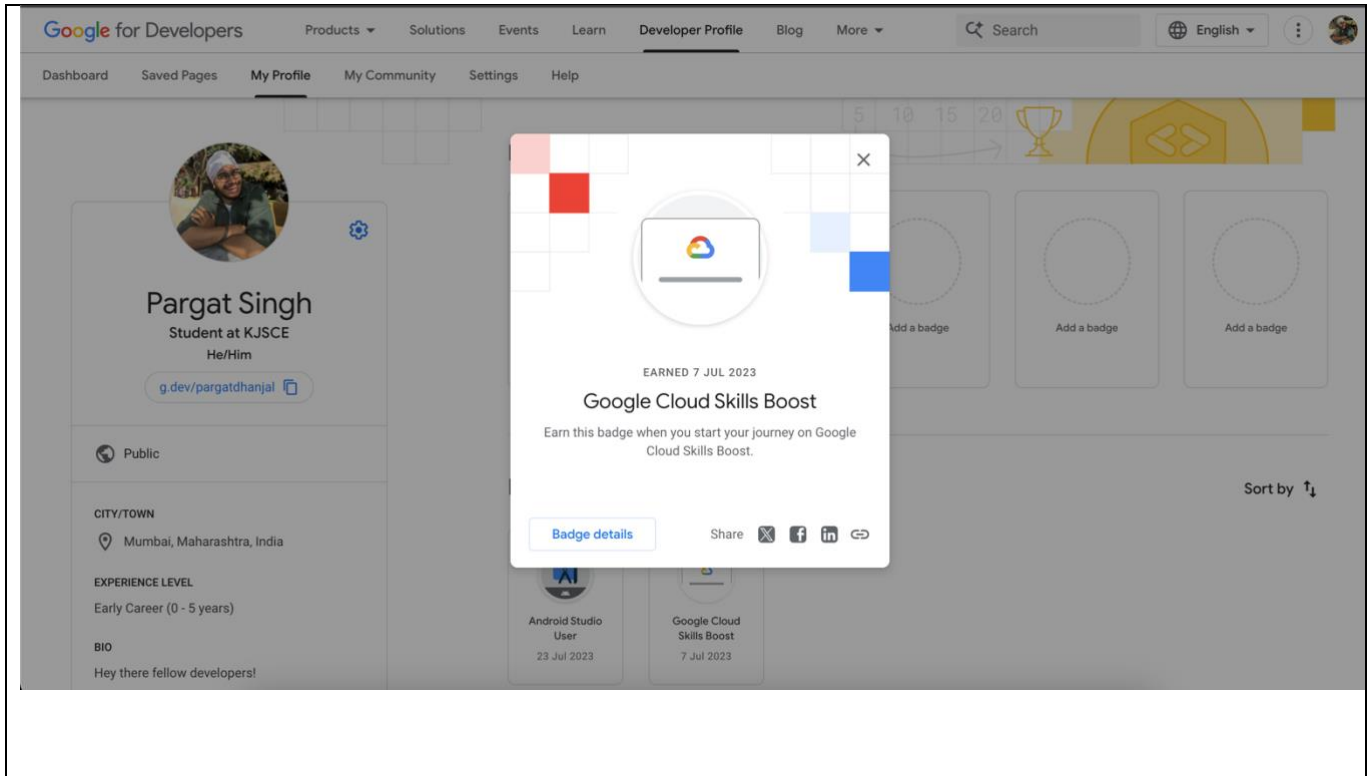 Google for Developers Products Solutions Events Learn Developer Profile Blog More Search English
Dashboard Saved Pages My Profile My Community Settings Help
5 10 15 20
Pargat Singh
Student at KJSCE
He/Him
g.dev/pargatdhanjal
Public
CITY/TOWN
Mumbai, Maharashtra, India
EXPERIENCE LEVEL
Early Career (0 - 5 years)
BIO
Hey there fellow developers!
EARNED 7 JUL 2023
Google Cloud Skills Boost
Earn this badge when you start your journey on Google
Cloud Skills Boost.
Badge details Share
Add a badge Add a badge Add a badge
Sort by
Android Studio
User
23 Jul 2023
Google Cloud
Skills Boost
7 Jul 2023